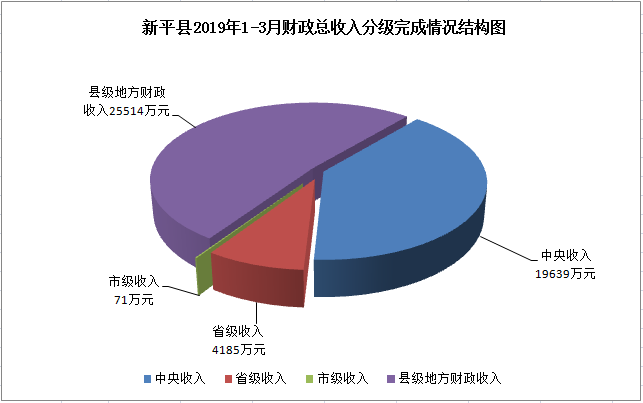 新平县2019年1-3月财政总收入分级完成情况结构图
县级地方财政
收入25514万元
中央收入
19639万元
市级收入
71万元
省级收入
4185万元
中央收入 省级收入 市级收入 县级地方财政收入